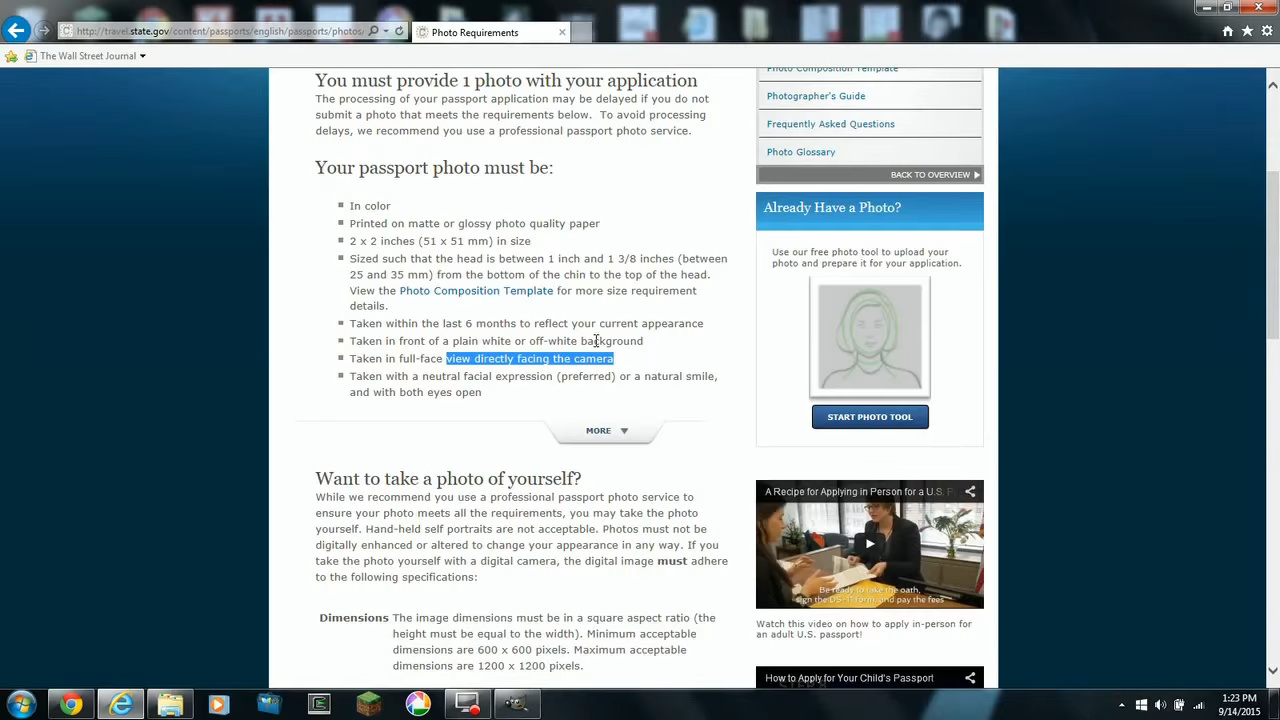 http://travel.state.gov/content/passports/english/passports/photos/
Photo Requirements
The Wall Street Journal
You must provide 1 photo with your application
The processing of your passport application may be delayed if you do not
submit a photo that meets the requirements below. To avoid processing
delays, we recommend you use a professional passport photo service.
Your passport photo must be:
In color
Printed on matte or glossy photo quality paper
2 x 2 inches (51 x 51 mm) in size
Sized such that the head is between 1 inch and 1 3/8 inches (between
25 and 35 mm) from the bottom of the chin to the top of the head.
View the Photo Composition Template for more size requirement
details.
Taken within the last 6 months to reflect your current appearance
Taken in front of a plain white or off-white background
Taken in full-face view directly facing the camera
Taken with a neutral facial expression (preferred) or a natural smile,
and with both eyes open
MORE
Want to take a photo of yourself?
While we recommend you use a professional passport photo service to
ensure your photo meets all the requirements, you may take the photo
yourself. Hand-held self portraits are not acceptable. Photos must not be
digitally enhanced or altered to change your appearance in any way. If you
take the photo yourself with a digital camera, the digital image must adhere
to the following specifications:
Dimensions The image dimensions must be in a square aspect ratio (the
height must be equal to the width). Minimum acceptable
dimensions are 600 x 600 pixels. Maximum acceptable
dimensions are 1200 x 1200 pixels.
Photo Composition Template
Photographer's Guide
Frequently Asked Questions
Photo Glossary
BACK TO OVERVIEW
Already Have a Photo?
Use our free photo tool to upload your
photo and prepare it for your application.
START PHOTO TOOL
A Recipe for Applying in Person for a U.S.
Be ready to take the oath,
sign the DS-11 form, and pay the fees
Watch this video on how to apply in-person for
an adult U.S. passport!
How to Apply for Your Child's Passport
1:23 PM
9/14/2015